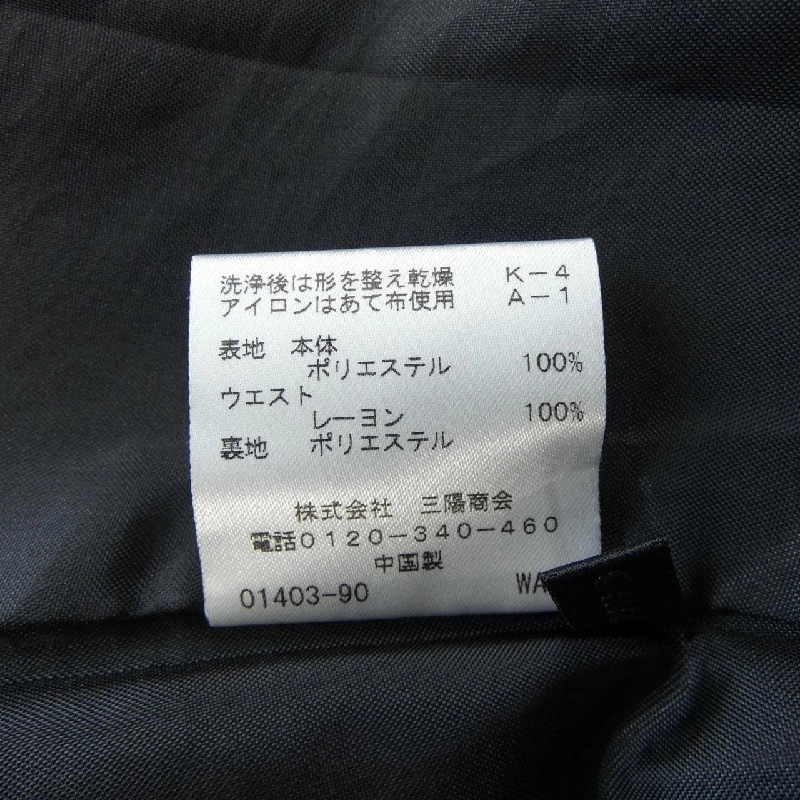 洗浄後は形を整え乾燥 K-4
アイロンはあて布使用 A-1
表地 本体
ポリエステル 100%
ウエスト
レーヨン 100%
裏地 ポリエステル
株式会社 三陽商会
電話0120-340-460
中国製
01403-90